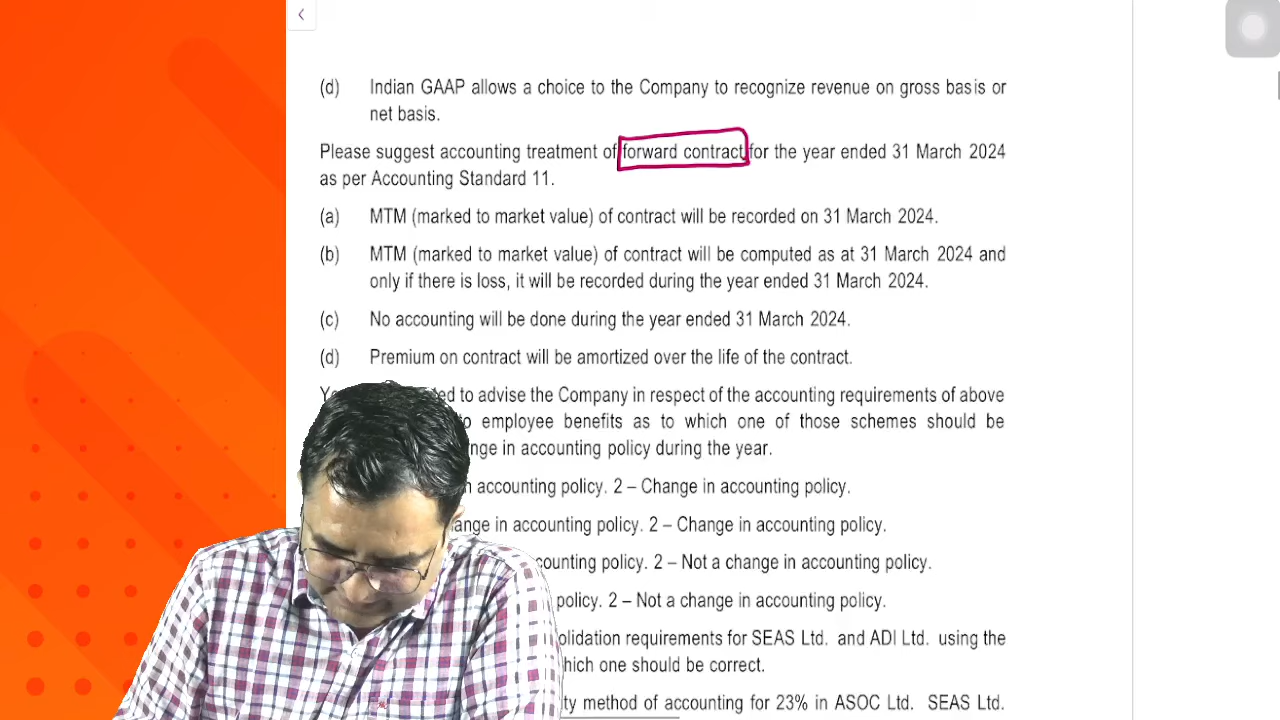 (d) Indian GAAP allows a choice to the Company to recognize revenue on gross basis or
net basis.
Please suggest accounting treatment of forward contract for the year ended 31 March 2024
as per Accounting Standard 11.
(a) MTM (marked to market value) of contract will be recorded on 31 March 2024.
(b) MTM (marked to market value) of contract will be computed as at 31 March 2024 and
only if there is loss, it will be recorded during the year ended 31 March 2024.
(c) No accounting will be done during the year ended 31 March 2024.
(d) Premium on contract will be amortized over the life of the contract.
to advise the Company in respect of the accounting requirements of above
employee benefits as to which one of those schemes should be
in accounting policy during the year.
accounting policy. 2 – Change in accounting policy.
in accounting policy. 2 – Change in accounting policy.
policy. 2 – Not a change in accounting policy.
policy. 2 – Not a change in accounting policy.
requirements for SEAS Ltd. and ADI Ltd. using the
which one should be correct.
method of accounting for 23% in ASOC Ltd. SEAS Ltd.